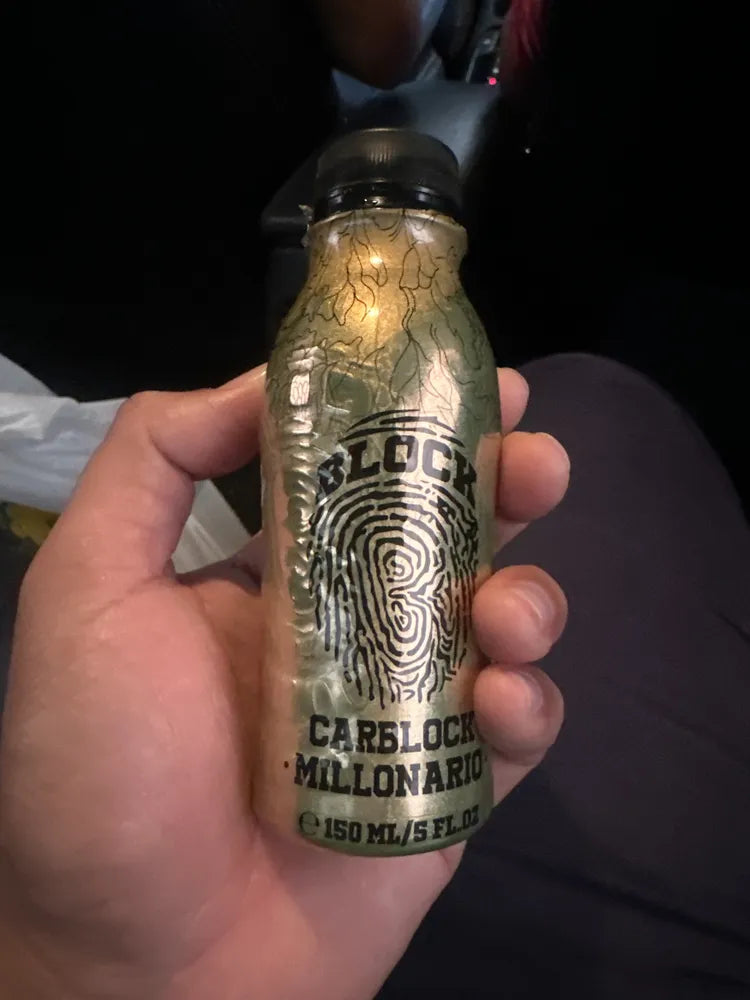 BLOCK
CARBLOCK
MILLONARIO
℮ 150 ML/5 FL.OZ